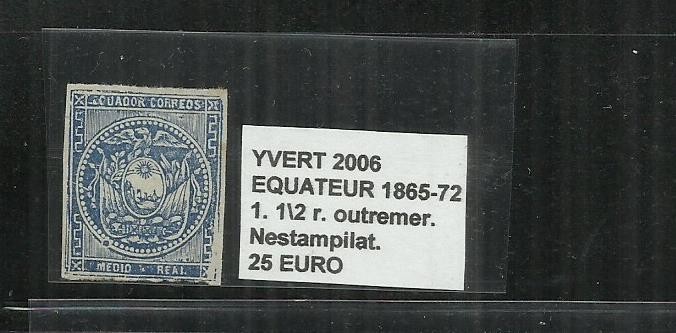 ECUADOR CORREOS
MEDIO REAL
YVERT 2006
EQUATEUR 1865-72
1. 1\2 r. outremer.
Nestampilat.
25 EURO